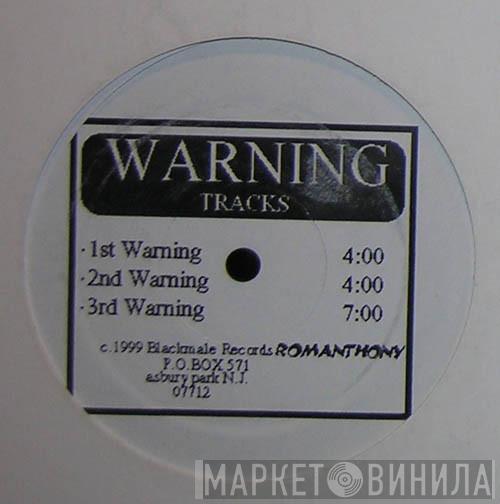 WARNING
TRACKS
·1st Warning 4:00
·2nd Warning 4:00
·3rd Warning 7:00
c.1999 Blackmale Records ROMANTHONY
P.O.BOX 571
asbury park N.J.
07712
МАРКЕТ ВИНИЛА